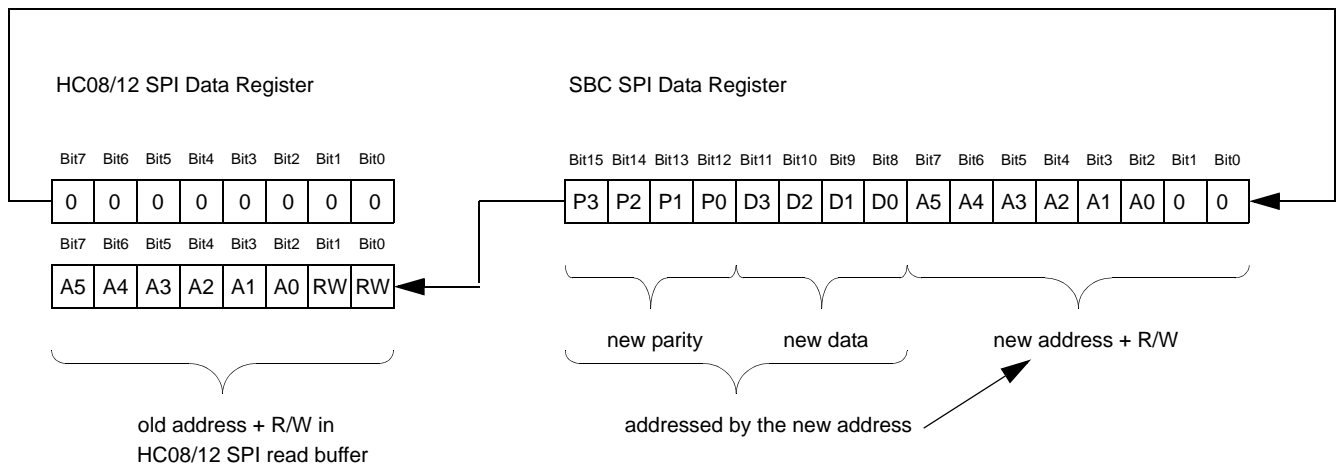 HC08/12 SPI Data Register
SBC SPI Data Register
Bit7 Bit6 Bit5 Bit4 Bit3 Bit2 Bit1 Bit0
Bit15 Bit14 Bit13 Bit12 Bit11 Bit10 Bit9 Bit8 Bit7 Bit6 Bit5 Bit4 Bit3 Bit2 Bit1 Bit0
0 0 0 0 0 0 0 0
P3 P2 P1 P0 D3 D2 D1 D0 A5 A4 A3 A2 A1 A0 0 0
Bit7 Bit6 Bit5 Bit4 Bit3 Bit2 Bit1 Bit0
A5 A4 A3 A2 A1 A0 RW RW
new parity
new data
new address + R/W
old address + R/W in
HC08/12 SPI read buffer
addressed by the new address